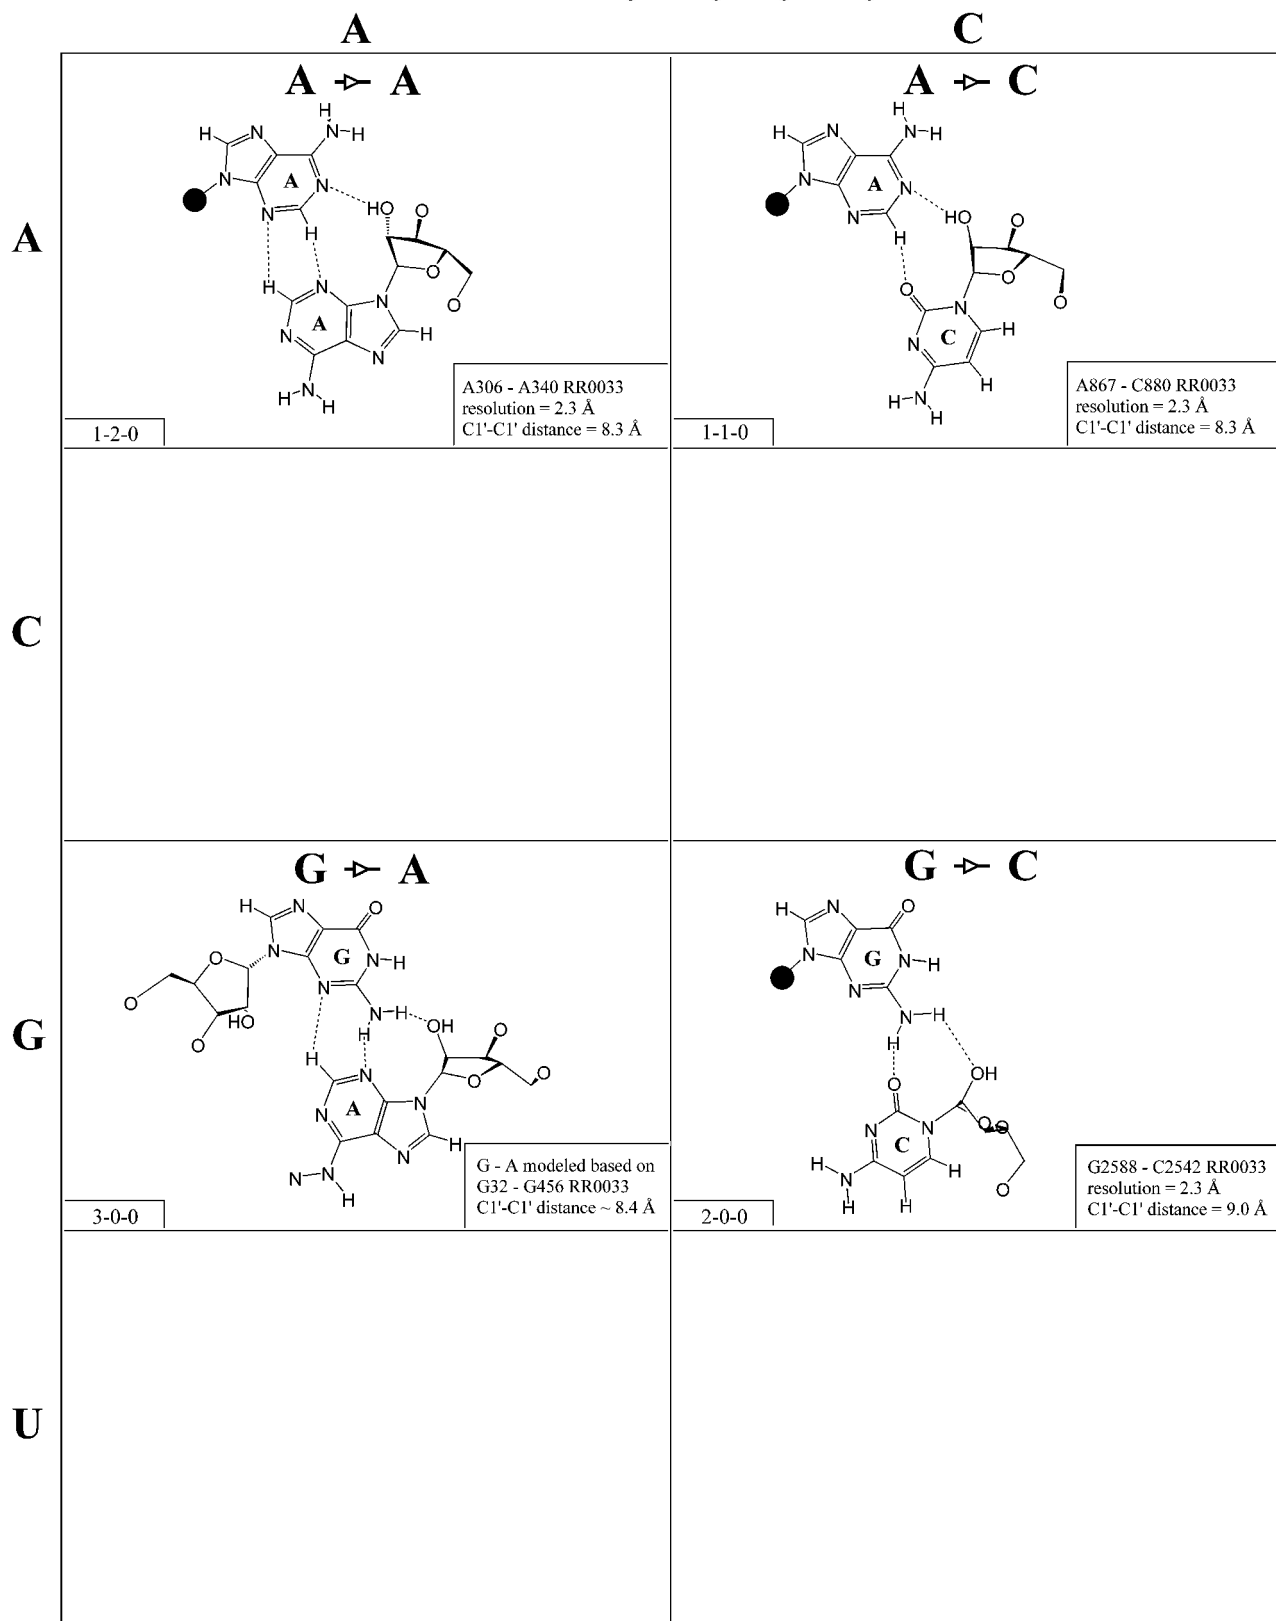 A
C
A
A A
H
H N N-H
A
N N
N HO O
H
H N O
A O
N N H
N
H N H
H
1-2-0
A306 - A340 RR0033
resolution = 2.3 Å
C1'-C1' distance = 8.3 Å
A C
H
H N N-H
A
N N
N HO O
H
O O
N
C H O
N
H N H
H
1-1-0
A867 - C880 RR0033
resolution = 2.3 Å
C1'-C1' distance = 8.3 Å
C
G
G A
H N O
G
O N N-H
N
O HO N-H OH O
O H
H N O O
A
N N
H
N
N-N
H
3-0-0
G - A modeled based on
G32 - G456 RR0033
C1'-C1' distance ~ 8.4 Å
G C
H N O
G
N N-H
N
N H
H
O OH
N N O O
C
H N H
H H O
2-0-0
G2588 - C2542 RR0033
resolution = 2.3 Å
C1'-C1' distance = 9.0 Å
U